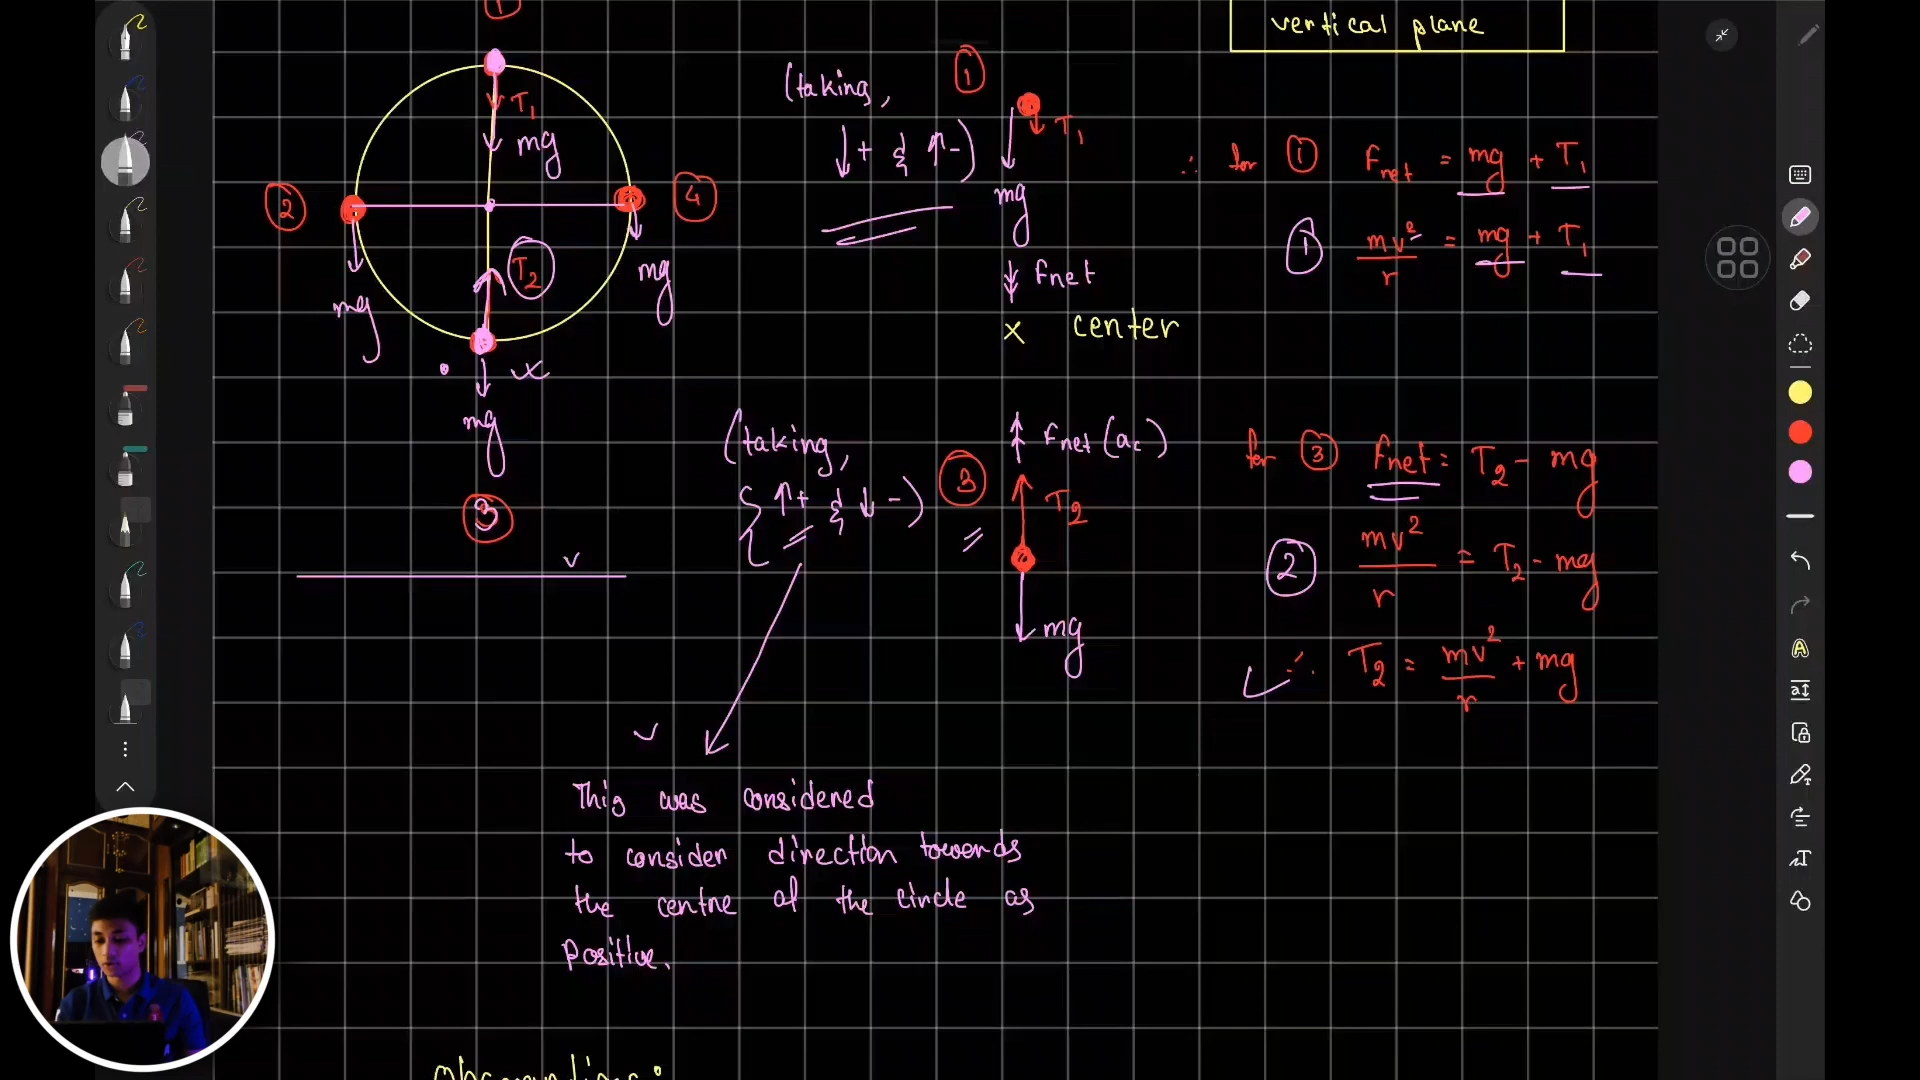 vertical plane
①
T₁
mg
②
④
T₂
mg
mg
mg
③
(taking,
↓+ & ↑-)
①
T₁
mg
Fnet
x center
∴ for ① Fnet = mg + T₁
① mv²/r = mg + T₁
(taking,
↑+ & ↓-)
③
Fnet (ac)
T₂
mg
for ③ Fnet = T₂ - mg
② mv²/r = T₂ - mg
∴ T₂ = mv²/r + mg
This was considered
to consider direction towards
the centre of the circle as
positive.